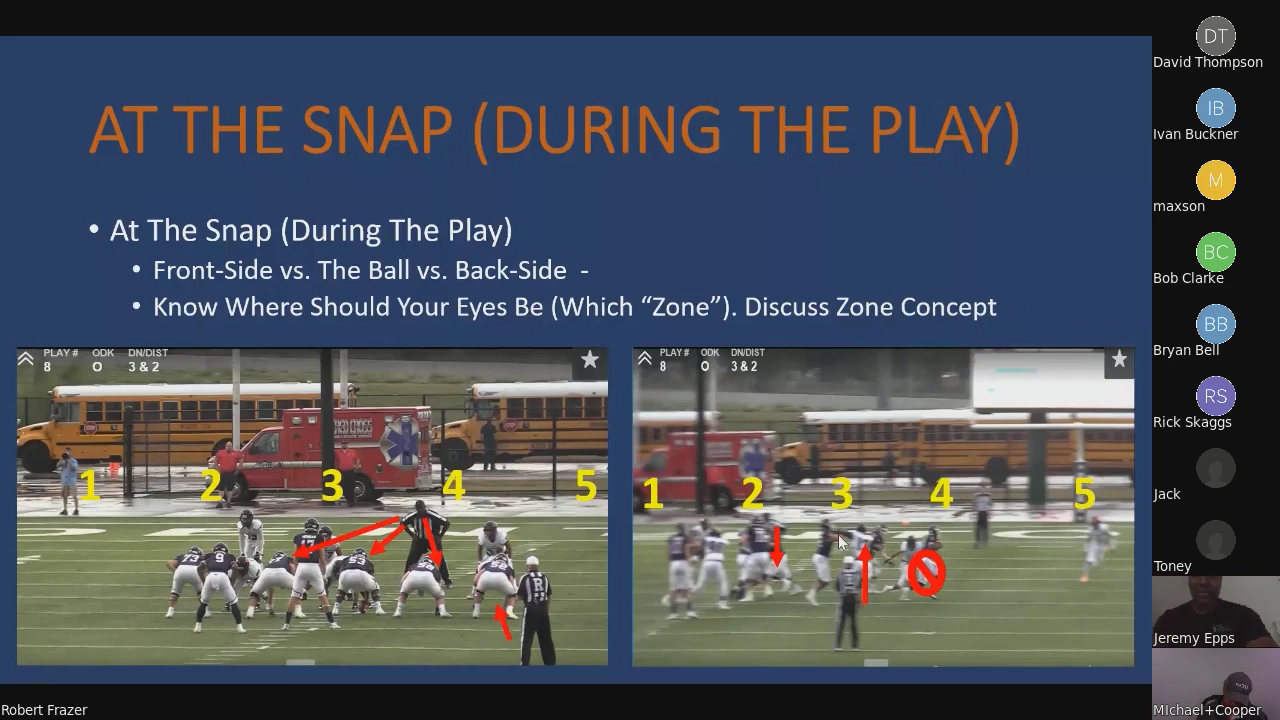 AT THE SNAP (DURING THE PLAY)
• At The Snap (During The Play)
• Front-Side vs. The Ball vs. Back-Side -
• Know Where Should Your Eyes Be (Which “Zone”). Discuss Zone Concept
PLAY # ODK DN/DIST
8 O 3 & 2
1 2 3 4 5
R
PLAY # ODK DN/DIST
8 O 3 & 2
1 2 3 4 5
DT
David Thompson
IB
Ivan Buckner
M
maxson
BC
Bob Clarke
BB
Bryan Bell
RS
Rick Skaggs
Jack
Toney
Jeremy Epps
MIchael+Cooper
Robert Frazer